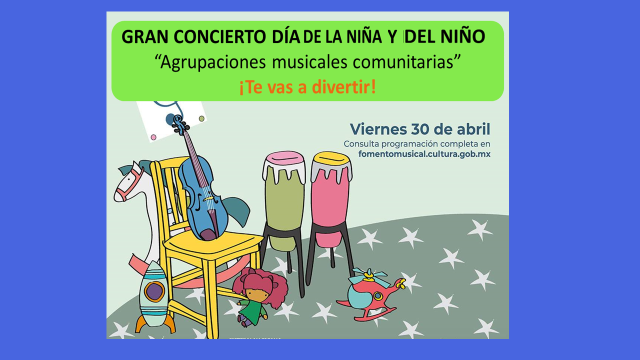 GRAN CONCIERTO DÍA DE LA NIÑA Y DEL NIÑO
“Agrupaciones musicales comunitarias”
¡Te vas a divertir!
Viernes 30 de abril
Consulta programación completa en
fomentomusical.cultura.gob.mx